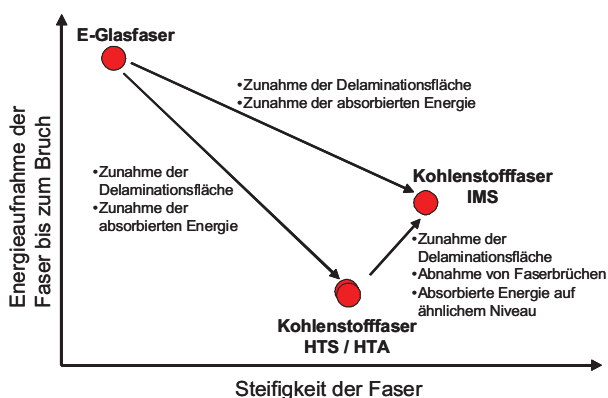 E-Glasfaser
•Zunahme der Delaminationsfläche
•Zunahme der absorbierten Energie
•Zunahme der
Delaminationsfläche
•Zunahme der
absorbierten Energie
Kohlenstofffaser
IMS
•Zunahme der
Delaminationsfläche
•Abnahme von Faserbrüchen
•Absorbierte Energie auf
ähnlichem Niveau
Kohlenstofffaser
HTS / HTA
Energieaufnahme der
Faser bis zum Bruch
Steifigkeit der Faser